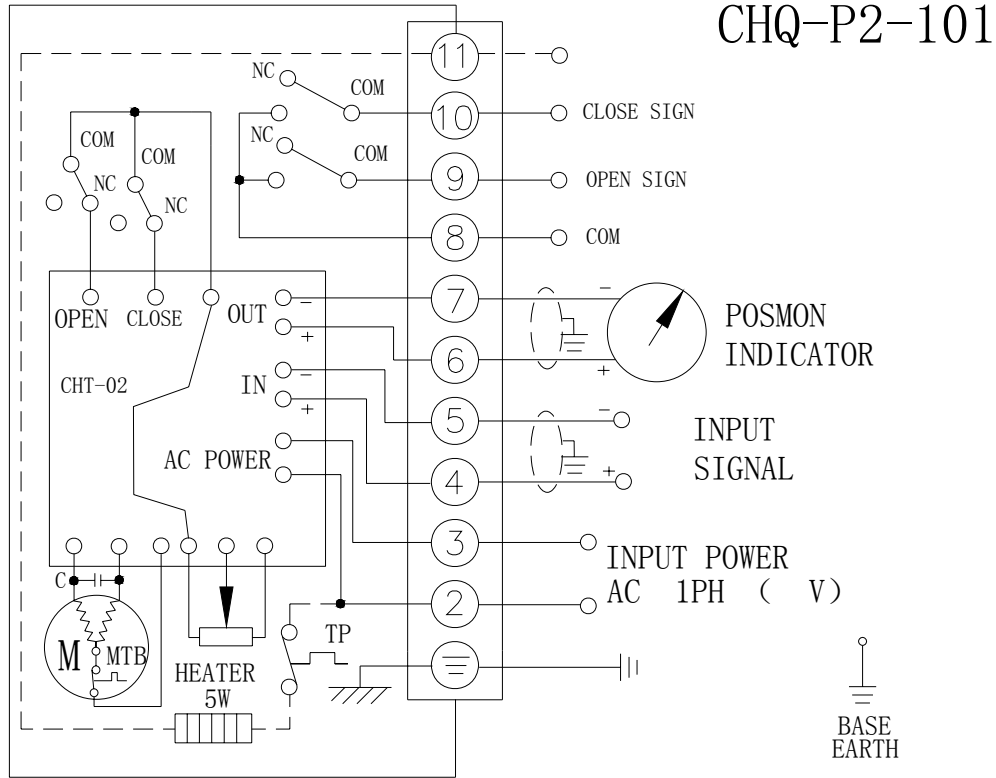 CHQ-P2-101
11
NC
COM
10
CLOSE SIGN
COM
NC
COM
COM
9
OPEN SIGN
NC
NC
8
COM
7
-
-
OPEN
CLOSE
OUT
+
POSMON
INDICATOR
6
+
CHT-02
IN
-
+
5
-
INPUT
SIGNAL
AC POWER
4
+
3
INPUT POWER
AC 1PH ( V)
C
2
TP
M
MTB
HEATER
5W
BASE
EARTH